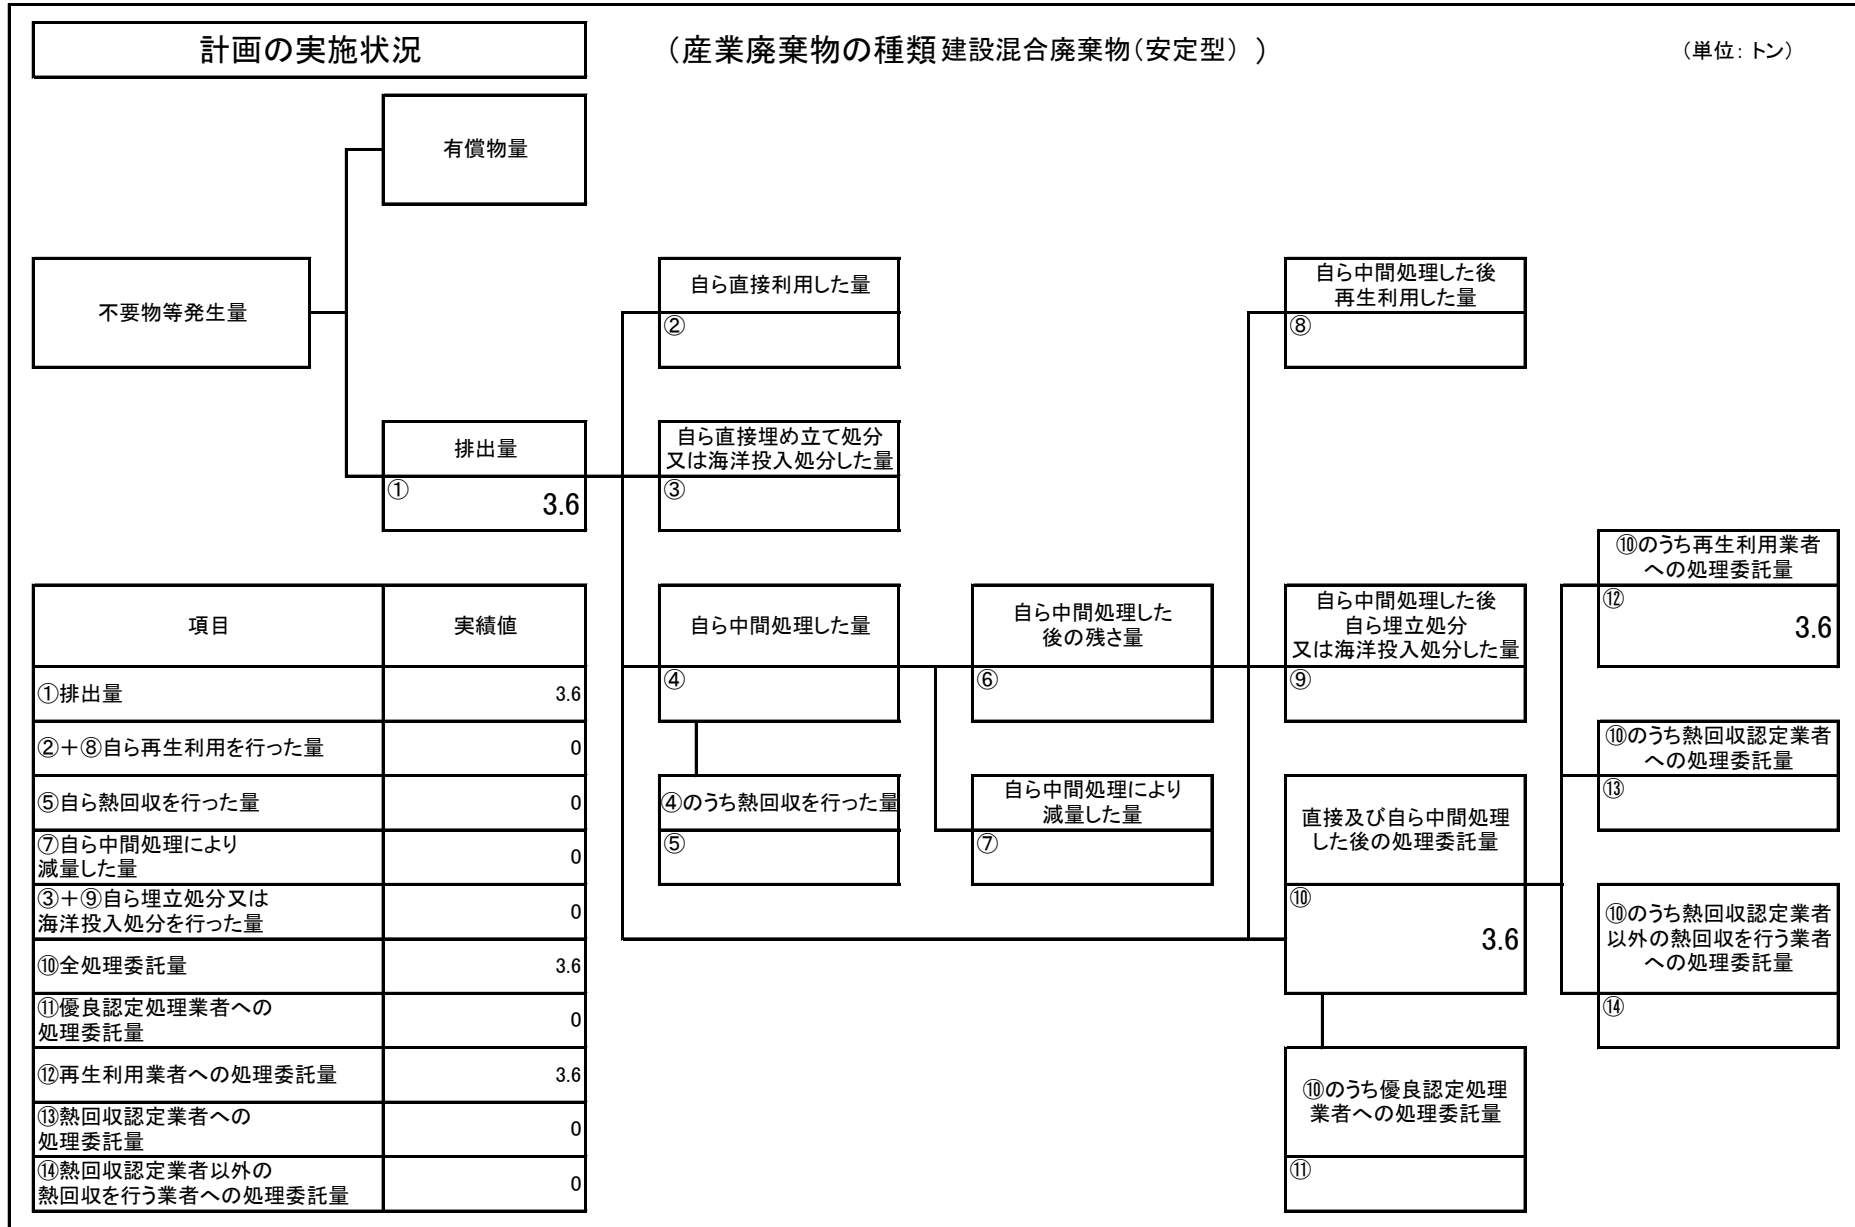 計画の実施状況
（産業廃棄物の種類 建設混合廃棄物（安定型） ）
（単位：トン）
有償物量
不要物等発生量
自ら直接利用した量
②
自ら中間処理した後
再生利用した量
⑧
排出量
①
3.6
自ら直接埋め立て処分
又は海洋投入処分した量
③
⑩のうち再生利用業者
への処理委託量
⑫
3.6
自ら中間処理した量
④
自ら中間処理した
後の残さ量
⑥
自ら中間処理した後
自ら埋立処分
又は海洋投入処分した量
⑨
⑩のうち熱回収認定業者
への処理委託量
⑬
④のうち熱回収を行った量
⑤
自ら中間処理により
減量した量
⑦
直接及び自ら中間処理
した後の処理委託量
⑩
3.6
⑩のうち熱回収認定業者
以外の熱回収を行う業者
への処理委託量
⑭
⑩のうち優良認定処理
業者への処理委託量
⑪
項目 実績値
①排出量 3.6
②＋⑧自ら再生利用を行った量 0
⑤自ら熱回収を行った量 0
⑦自ら中間処理により
減量した量 0
③＋⑨自ら埋立処分又は
海洋投入処分を行った量 0
⑩全処理委託量 3.6
⑪優良認定処理業者への
処理委託量 0
⑫再生利用業者への処理委託量 3.6
⑬熱回収認定業者への
処理委託量 0
⑭熱回収認定業者以外の
熱回収を行う業者への処理委託量 0